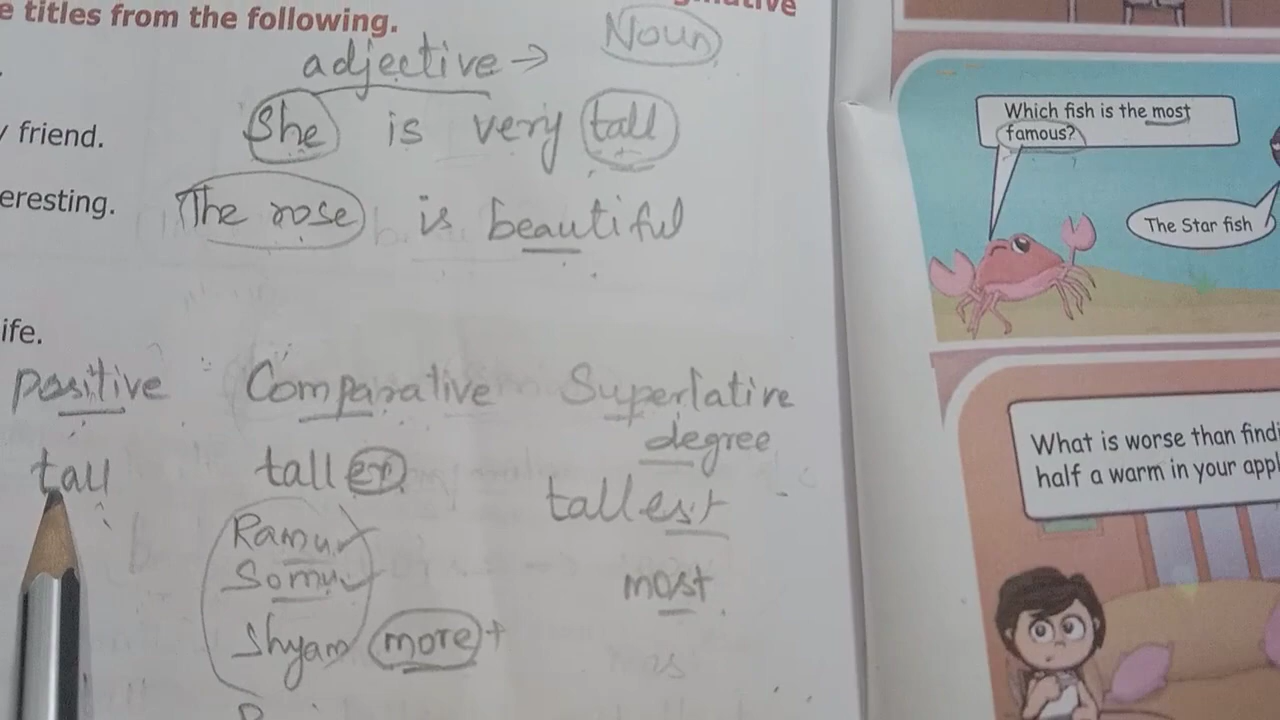 e titles from the following.
Noun
adjective →
She is very tall
y friend.
The rose is beautiful
eresting.
ife.
positive Comparative Superlative
degree
tall taller tallest
Ramu
Somu
most
Shyam more +
Which fish is the most
famous?
The Star fish
What is worse than findi
half a warm in your appl